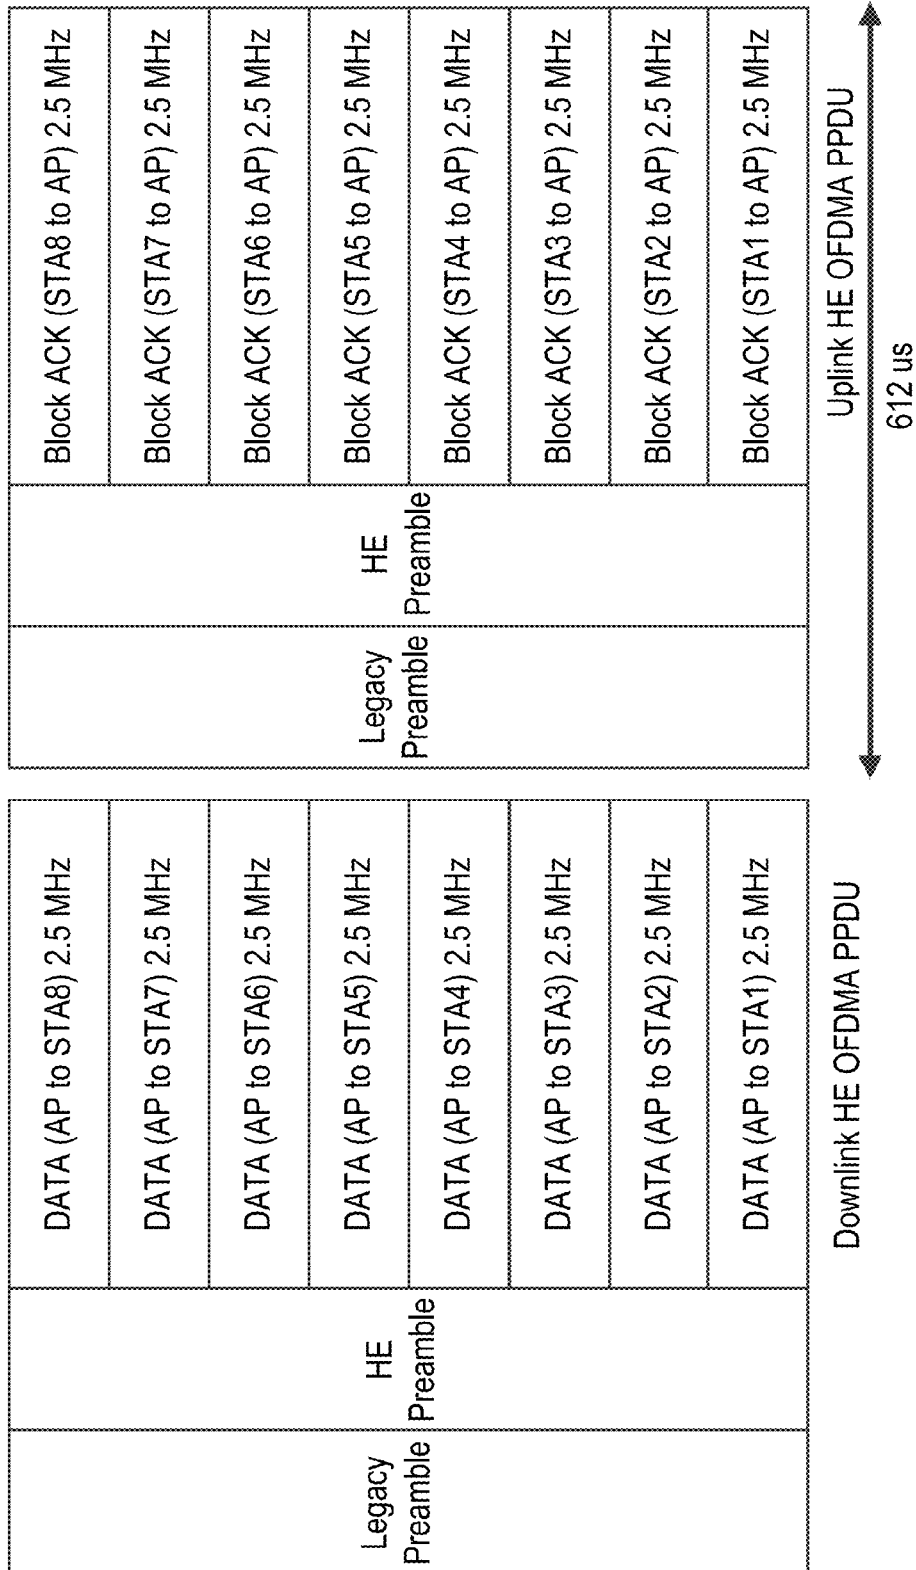 Legacy
Preamble
HE
Preamble
DATA (AP to STA8) 2.5 MHz
DATA (AP to STA7) 2.5 MHz
DATA (AP to STA6) 2.5 MHz
DATA (AP to STA5) 2.5 MHz
DATA (AP to STA4) 2.5 MHz
DATA (AP to STA3) 2.5 MHz
DATA (AP to STA2) 2.5 MHz
DATA (AP to STA1) 2.5 MHz
Downlink HE OFDMA PPDU
Legacy
Preamble
HE
Preamble
Block ACK (STA8 to AP) 2.5 MHz
Block ACK (STA7 to AP) 2.5 MHz
Block ACK (STA6 to AP) 2.5 MHz
Block ACK (STA5 to AP) 2.5 MHz
Block ACK (STA4 to AP) 2.5 MHz
Block ACK (STA3 to AP) 2.5 MHz
Block ACK (STA2 to AP) 2.5 MHz
Block ACK (STA1 to AP) 2.5 MHz
Uplink HE OFDMA PPDU
612 us